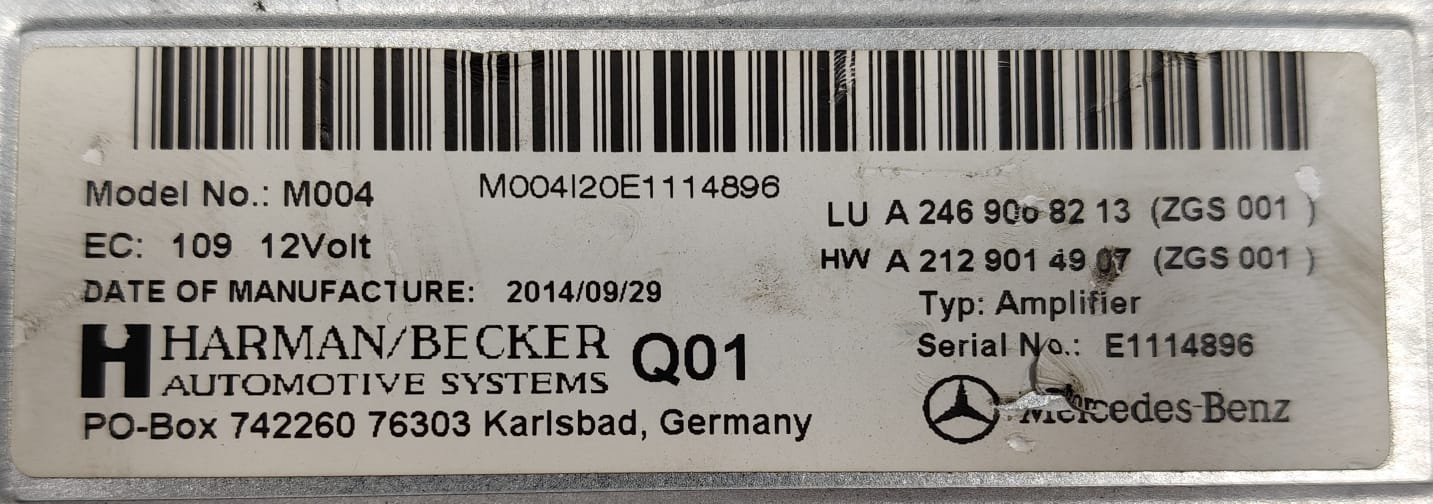 M004I20E1114896
Model No.: M004
EC: 109 12Volt
DATE OF MANUFACTURE: 2014/09/29
HARMAN/BECKER
AUTOMOTIVE SYSTEMS
Q01
PO-Box 742260 76303 Karlsbad, Germany
LU A 246 906 82 13 (ZGS 001 )
HW A 212 901 49 07 (ZGS 001 )
Typ: Amplifier
Serial No.: E1114896
Mercedes-Benz